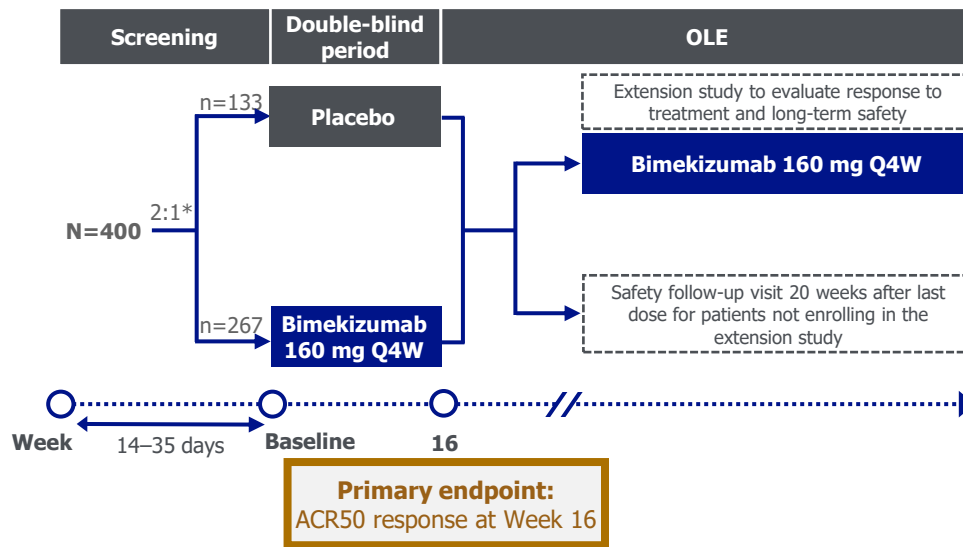 Screening
Double-blind
period
OLE
n=133
Placebo
Extension study to evaluate response to
treatment and long-term safety
Bimekizumab 160 mg Q4W
2:1*
N=400
n=267
Bimekizumab
160 mg Q4W
Safety follow-up visit 20 weeks after last
dose for patients not enrolling in the
extension study
Week
14–35 days
Baseline
16
Primary endpoint:
ACR50 response at Week 16